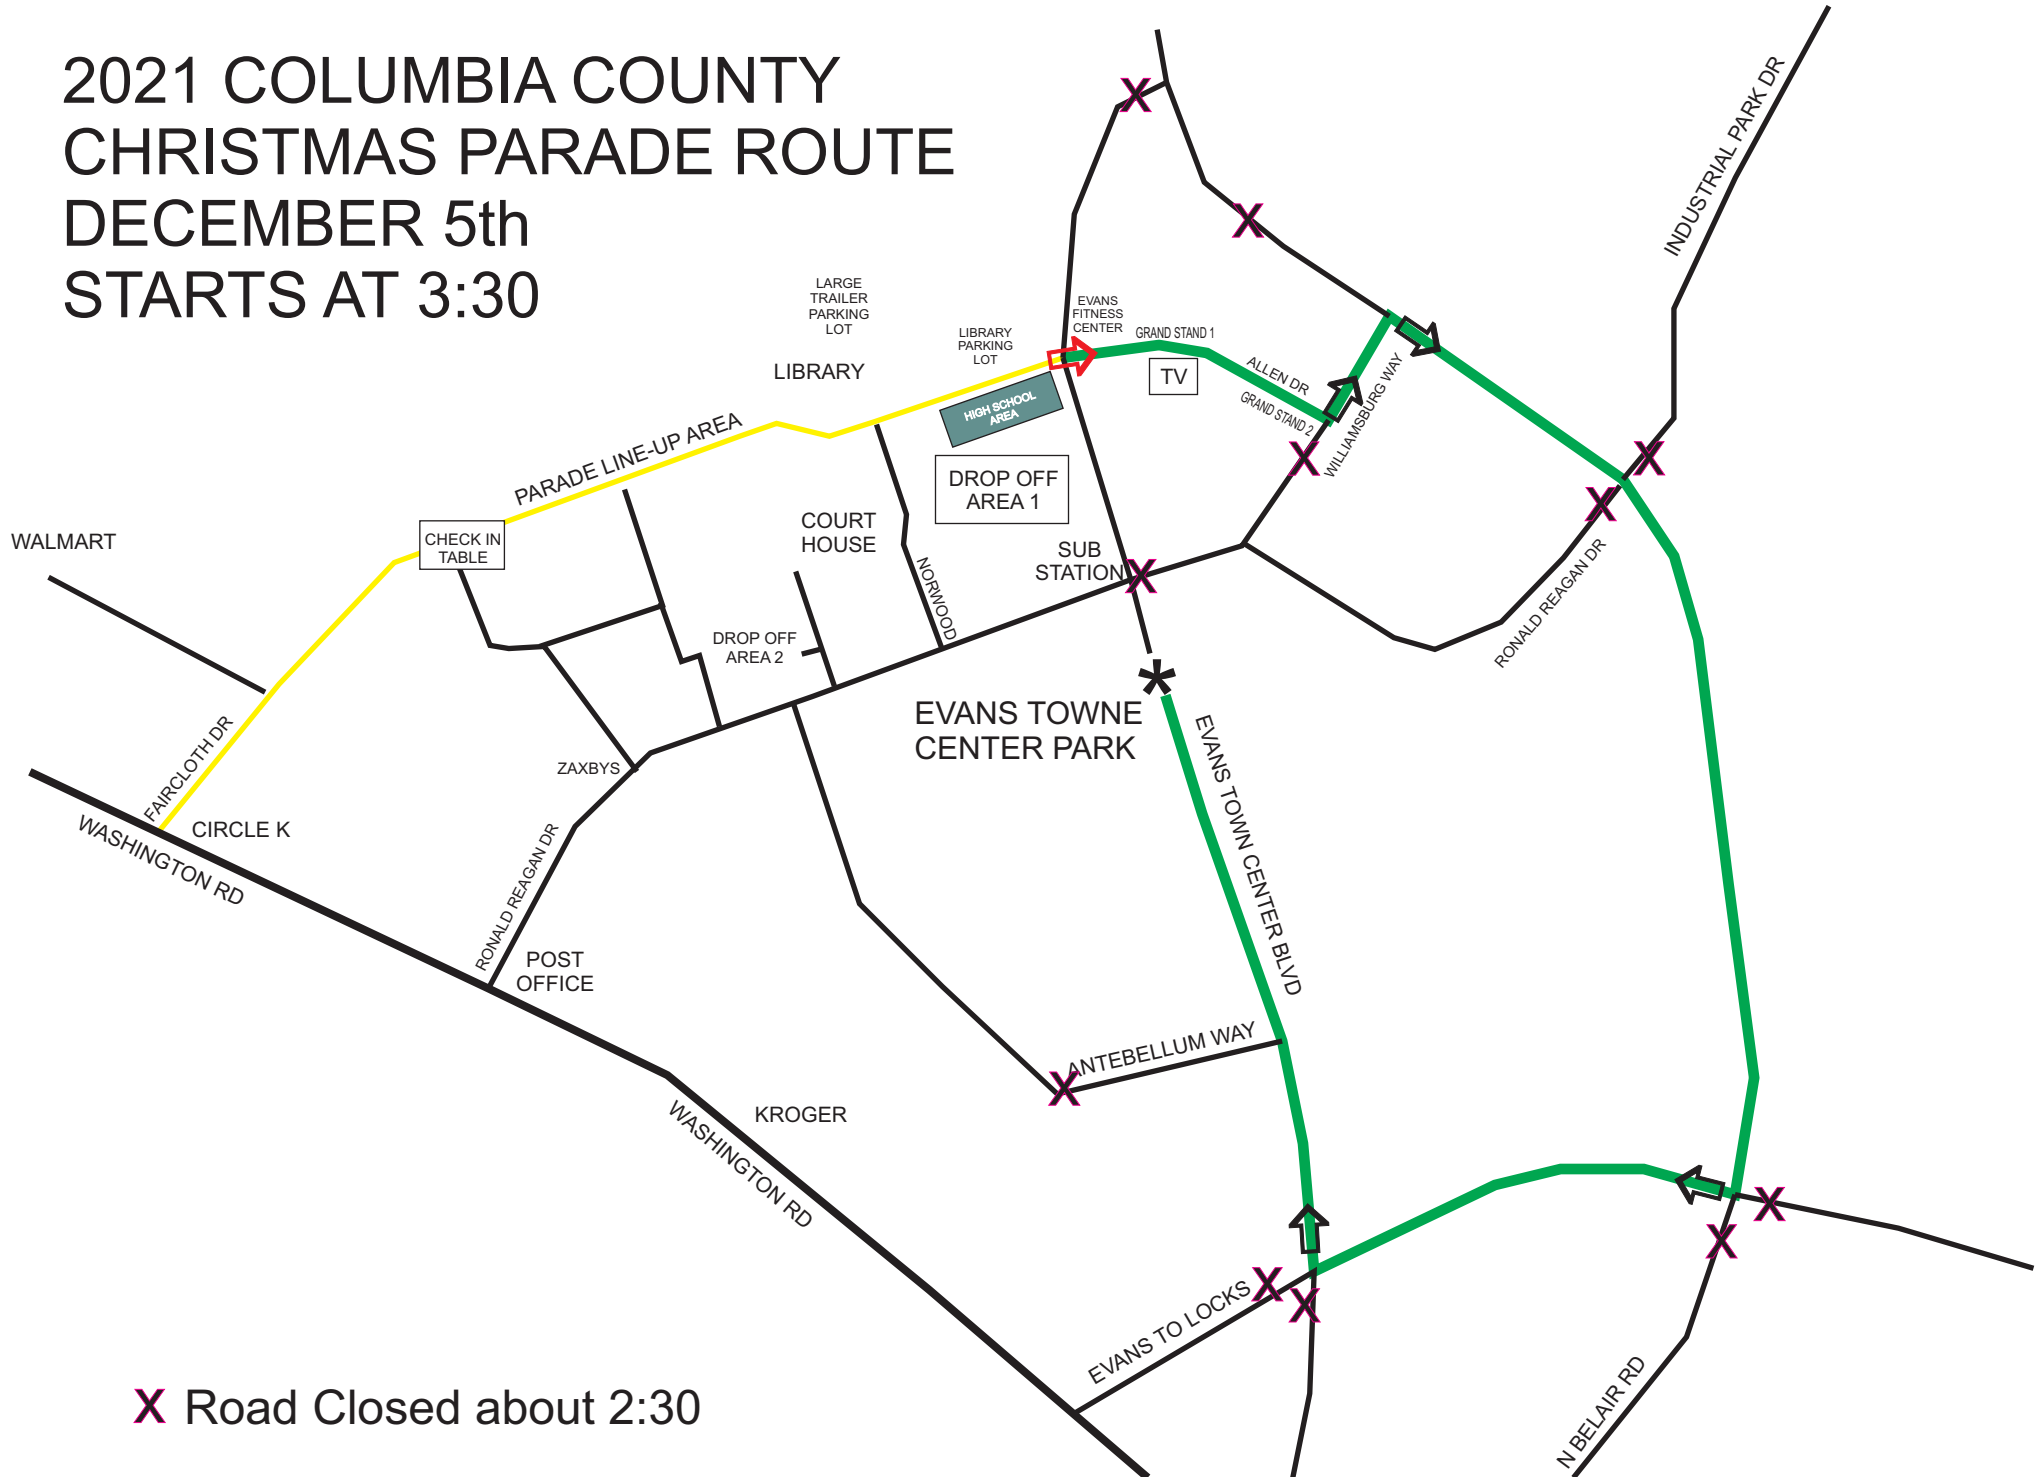 2021 COLUMBIA COUNTY
CHRISTMAS PARADE ROUTE
DECEMBER 5th
STARTS AT 3:30
INDUSTRIAL PARK DR
LARGE
TRAILER
PARKING
LOT
LIBRARY
LIBRARY
PARKING
LOT
EVANS
FITNESS
CENTER
GRAND STAND 1
TV
ALLEN DR
GRAND STAND 2
WILLIAMSBURG WAY
HIGH SCHOOL
AREA
PARADE LINE-UP AREA
DROP OFF
AREA 1
WALMART
CHECK IN
TABLE
COURT
HOUSE
NORWOOD
SUB
STATION
RONALD REAGAN DR
DROP OFF
AREA 2
EVANS TOWNE
CENTER PARK
*
EVANS TOWN CENTER BLVD
FAIRCLOTH DR
ZAXBYS
CIRCLE K
WASHINGTON RD
RONALD REAGAN DR
POST
OFFICE
ANTEBELLUM WAY
KROGER
WASHINGTON RD
EVANS TO LOCKS
N BELAIR RD
X Road Closed about 2:30
X
X
X
X
X
X
X
X
X
X
X